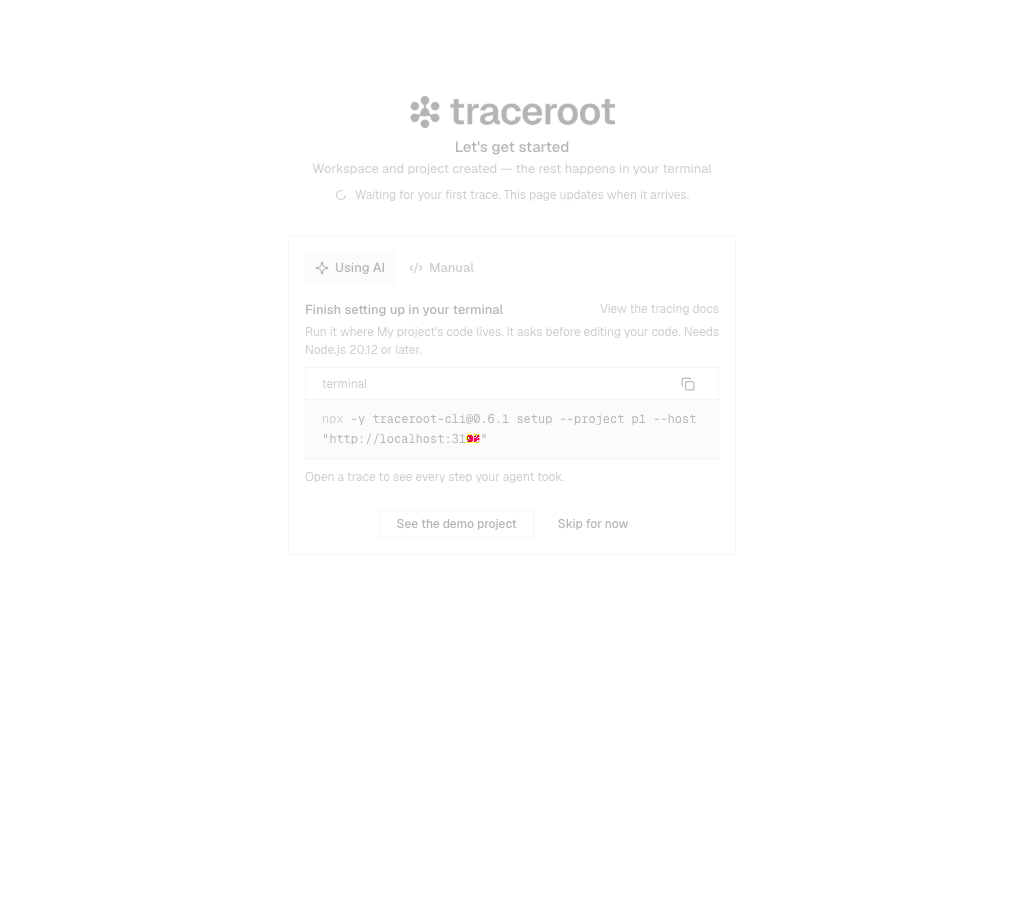 traceroot
Let's get started
Workspace and project created — the rest happens in your terminal
Waiting for your first trace. This page updates when it arrives.
Using AI
Manual
Finish setting up in your terminal
View the tracing docs
Run it where My project's code lives. It asks before editing your code. Needs
Node.js 20.12 or later.
terminal
npx -y traceroot-cli@0.6.1 setup --project p1 --host
Open a trace to see every step your agent took.
See the demo project
Skip for now